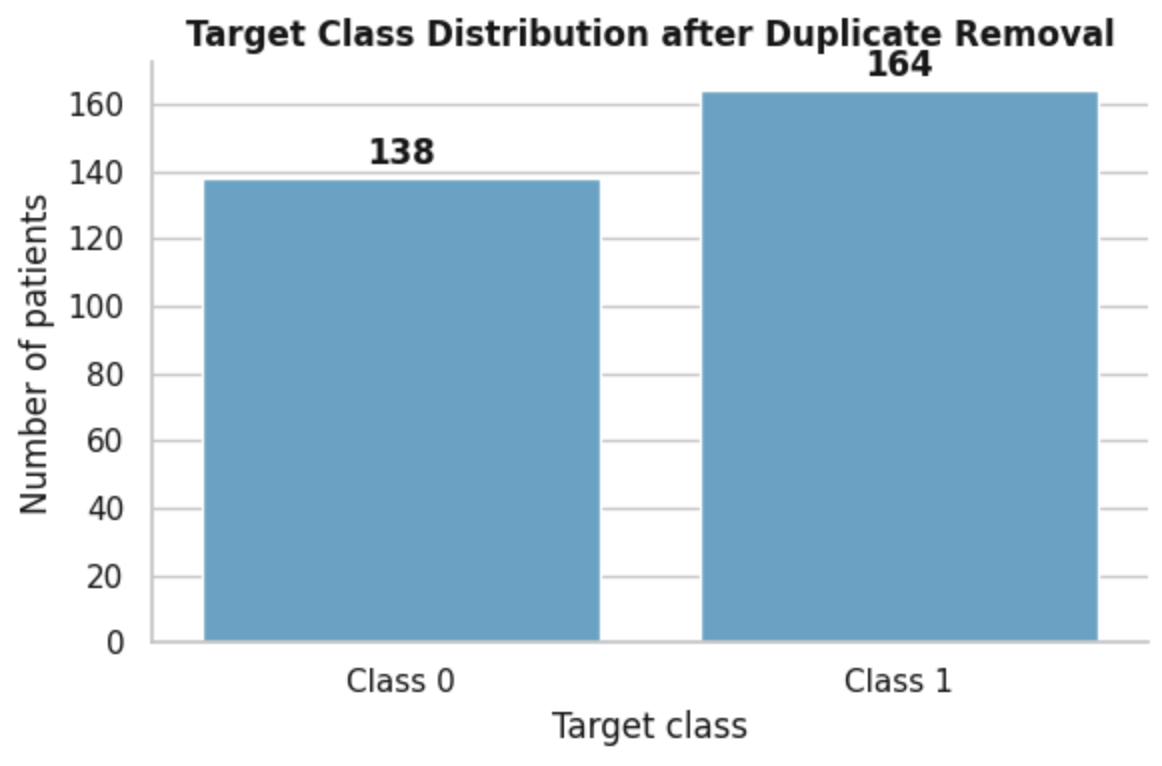 Target Class Distribution after Duplicate Removal
164
138
160
140
120
100
80
60
40
20
0
Number of patients
Class 0
Class 1
Target class